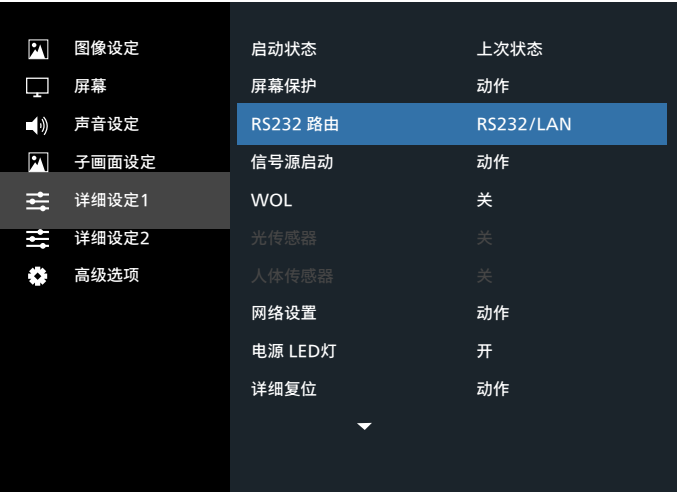 图像设定
屏幕
声音设定
子画面设定
详细设定1
详细设定2
高级选项
启动状态 上次状态
屏幕保护 动作
RS232 路由 RS232/LAN
信号源启动 动作
WOL 关
光传感器 关
人体传感器 关
网络设置 动作
电源 LED灯 开
详细复位 动作